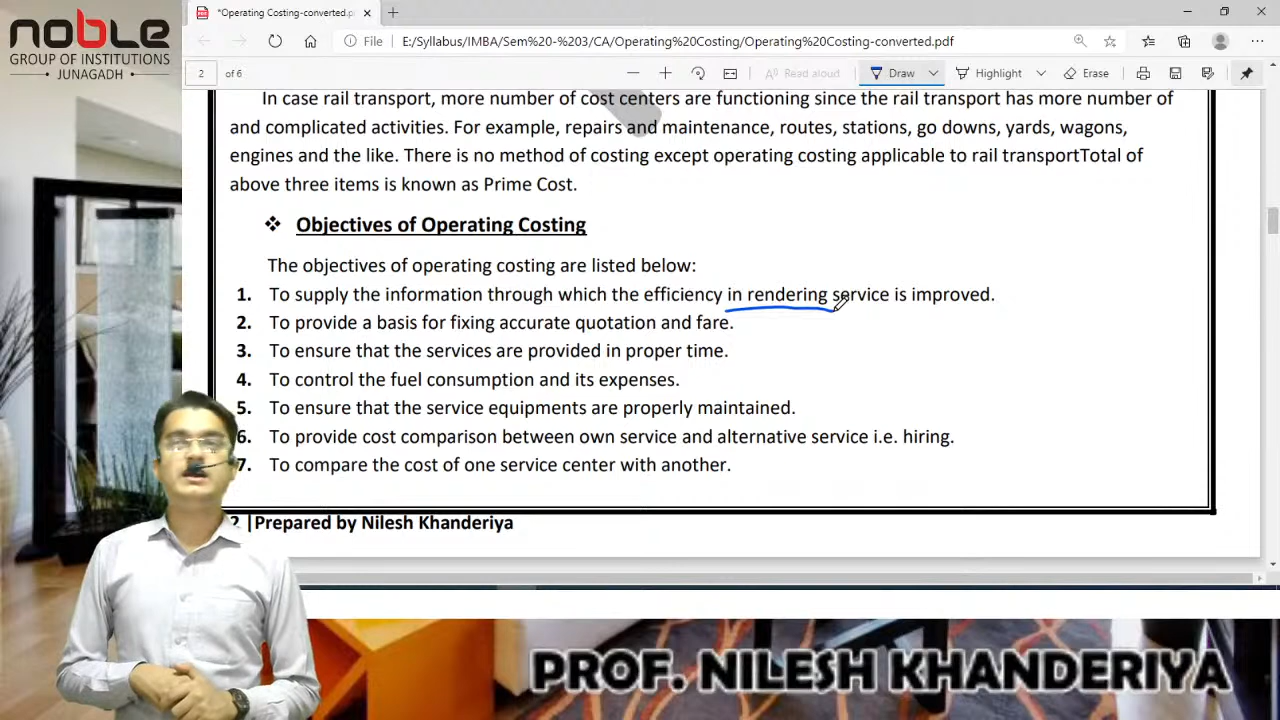 noble
GROUP OF INSTITUTIONS
• JUNAGADH •
*Operating Costing-converted.p
File
E:/Syllabus/IMBA/Sem%20-%203/CA/Operating%20Costing/Operating%20Costing-converted.pdf
2 of 6
Read aloud
Draw
Highlight
Erase
In case rail transport, more number of cost centers are functioning since the rail transport has more number of
and complicated activities. For example, repairs and maintenance, routes, stations, go downs, yards, wagons,
engines and the like. There is no method of costing except operating costing applicable to rail transportTotal of
above three items is known as Prime Cost.
❖ Objectives of Operating Costing
The objectives of operating costing are listed below:
1. To supply the information through which the efficiency in rendering service is improved.
2. To provide a basis for fixing accurate quotation and fare.
3. To ensure that the services are provided in proper time.
4. To control the fuel consumption and its expenses.
5. To ensure that the service equipments are properly maintained.
6. To provide cost comparison between own service and alternative service i.e. hiring.
7. To compare the cost of one service center with another.
2 |Prepared by Nilesh Khanderiya
PROF. NILESH KHANDERIYA